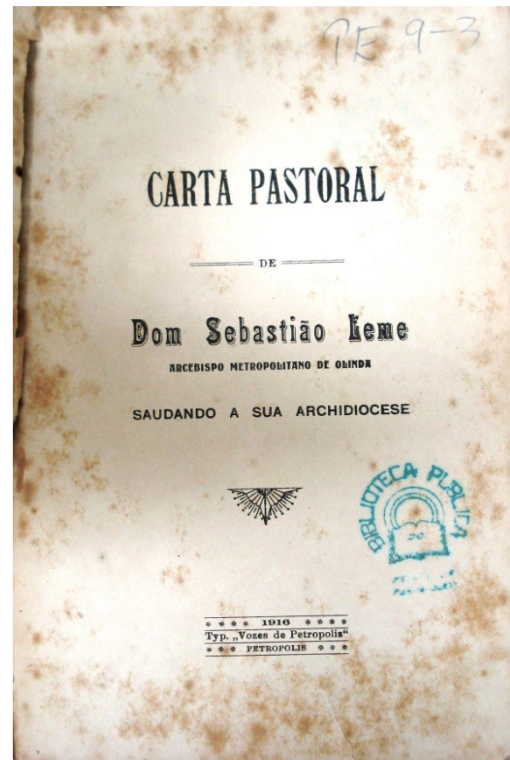 PE 9-3
CARTA PASTORAL
DE
Dom Sebastião Leme
ARCEBISPO METROPOLITANO DE OLINDA
SAUDANDO A SUA ARCHIDIOCESE
BIBLIOTECA PUBLICA
DO
1916
Typ. „Vozes de Petropolis“
PETROPOLIS